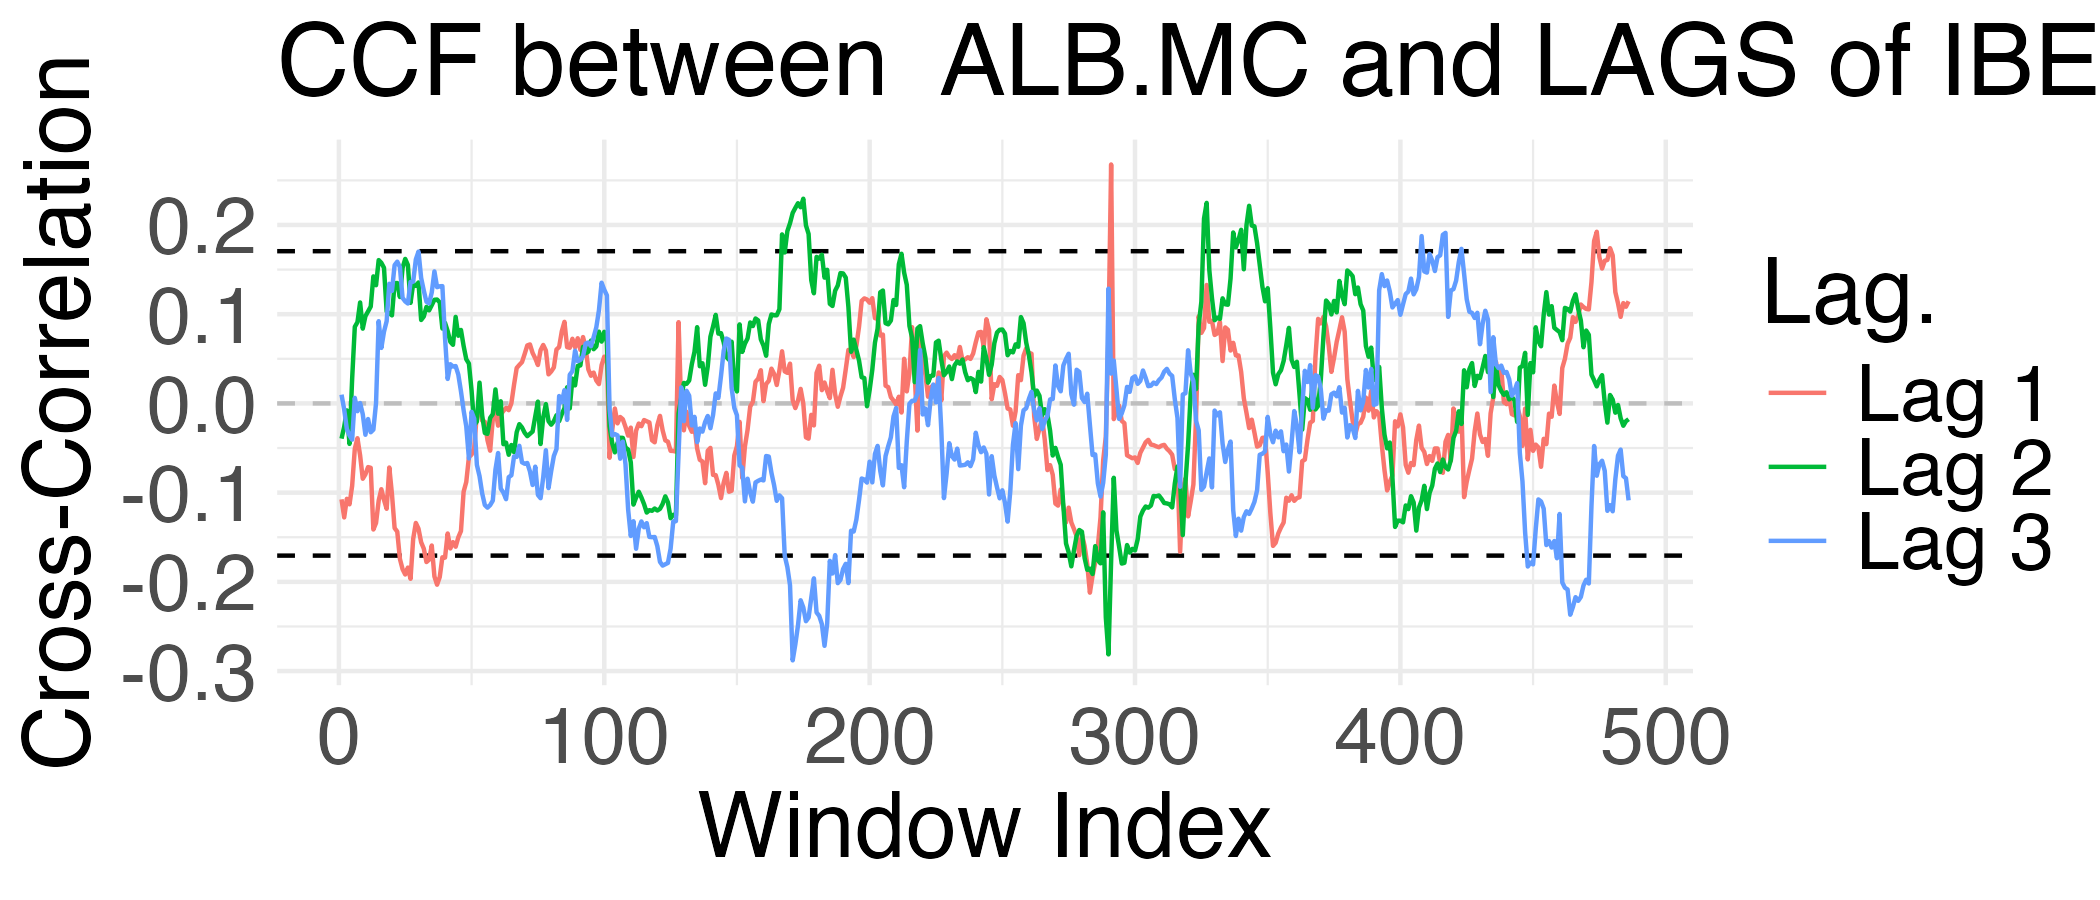 CCF between  ALB.MC and LAGS of IBE
Cross-Correlation
0.2
0.1
0.0
-0.1
-0.2
-0.3
0 100 200 300 400 500
Window Index
Lag.
Lag 1
Lag 2
Lag 3